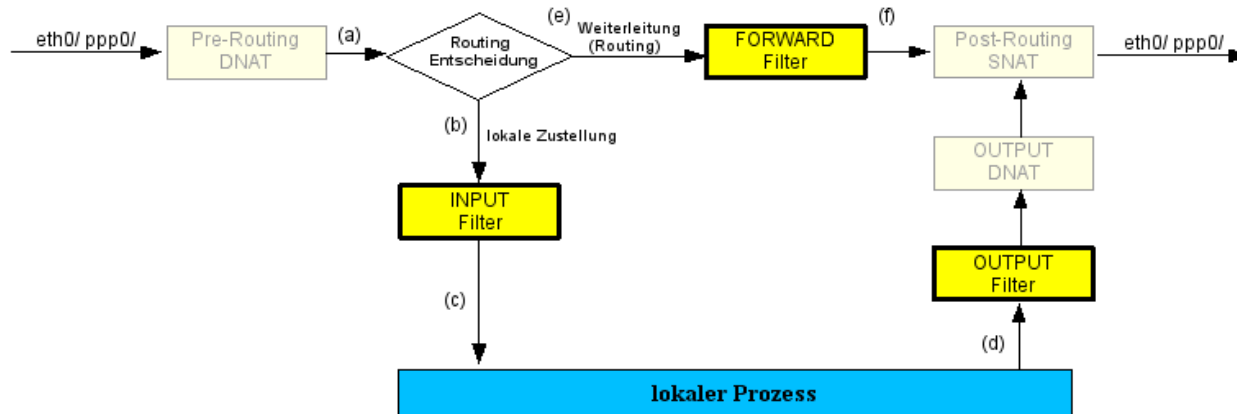 eth0/ ppp0/
Pre-Routing
DNAT
(a)
Routing
Entscheidung
(e)
Weiterleitung
(Routing)
FORWARD
Filter
(f)
Post-Routing
SNAT
eth0/ ppp0/
(b)
lokale Zustellung
INPUT
Filter
OUTPUT
DNAT
(c)
OUTPUT
Filter
(d)
lokaler Prozess